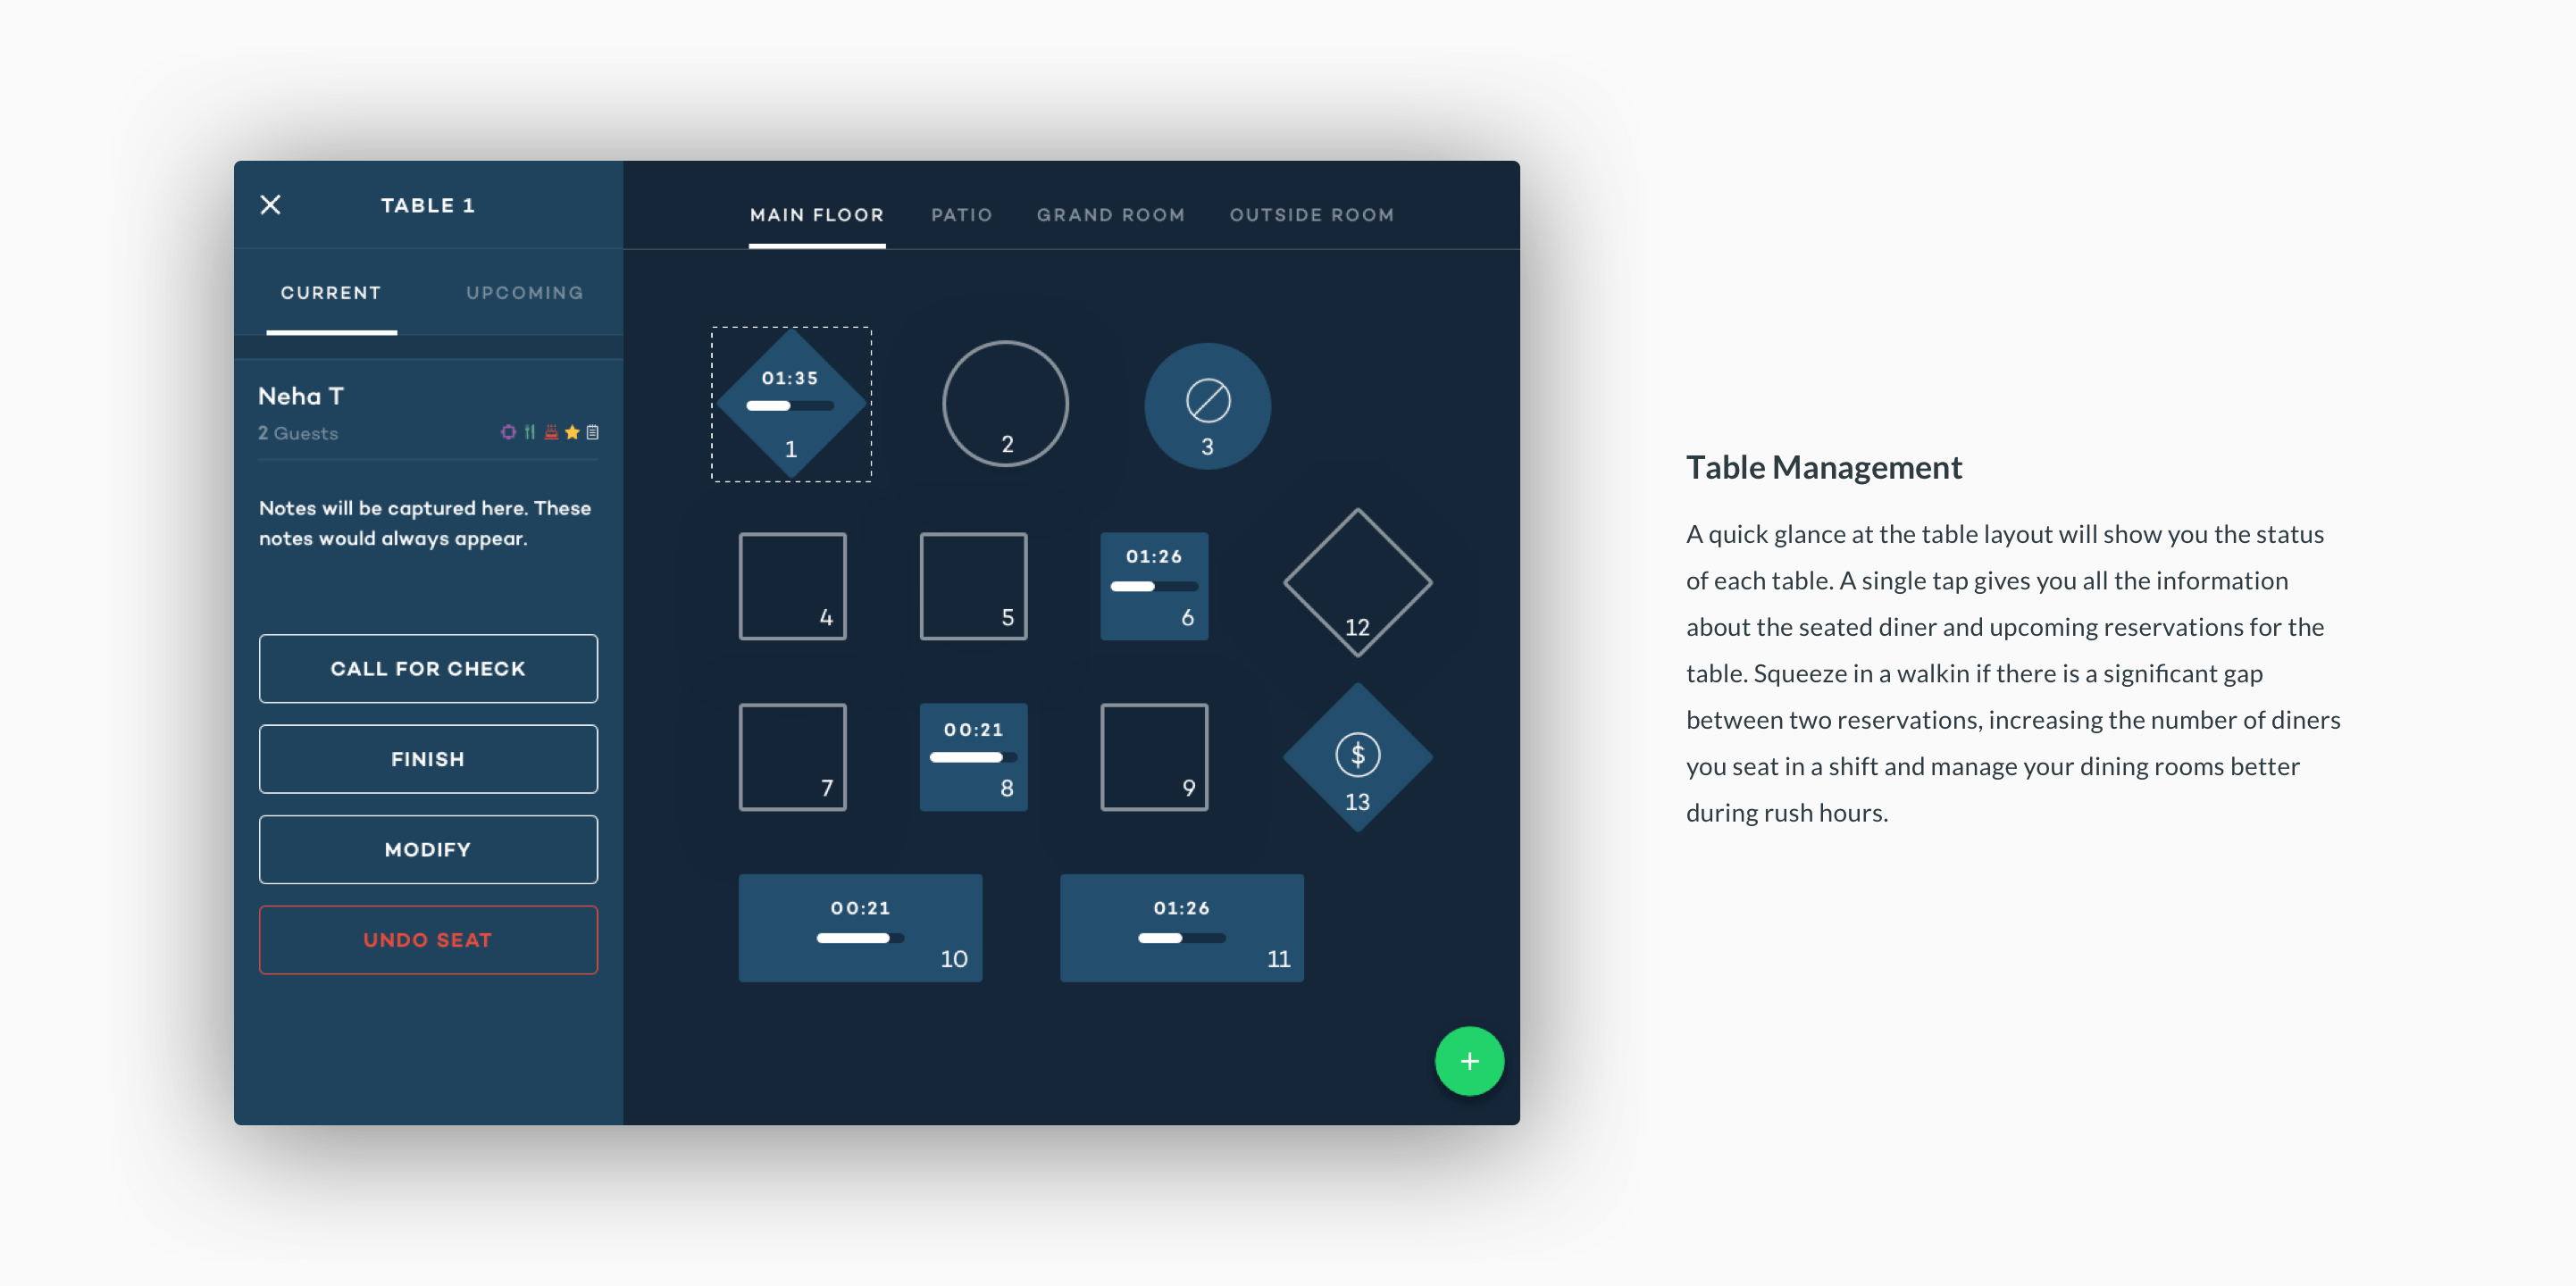 TABLE 1
CURRENT UPCOMING
Neha T
2 Guests
Notes will be captured here. These
notes would always appear.
CALL FOR CHECK
FINISH
MODIFY
UNDO SEAT
MAIN FLOOR PATIO GRAND ROOM OUTSIDE ROOM
01:35
1
2
3
4
5
01:26
6
12
7
00:21
8
9
$
13
00:21
10
01:26
11
+
Table Management
A quick glance at the table layout will show you the status
of each table. A single tap gives you all the information
about the seated diner and upcoming reservations for the
table. Squeeze in a walkin if there is a significant gap
between two reservations, increasing the number of diners
you seat in a shift and manage your dining rooms better
during rush hours.